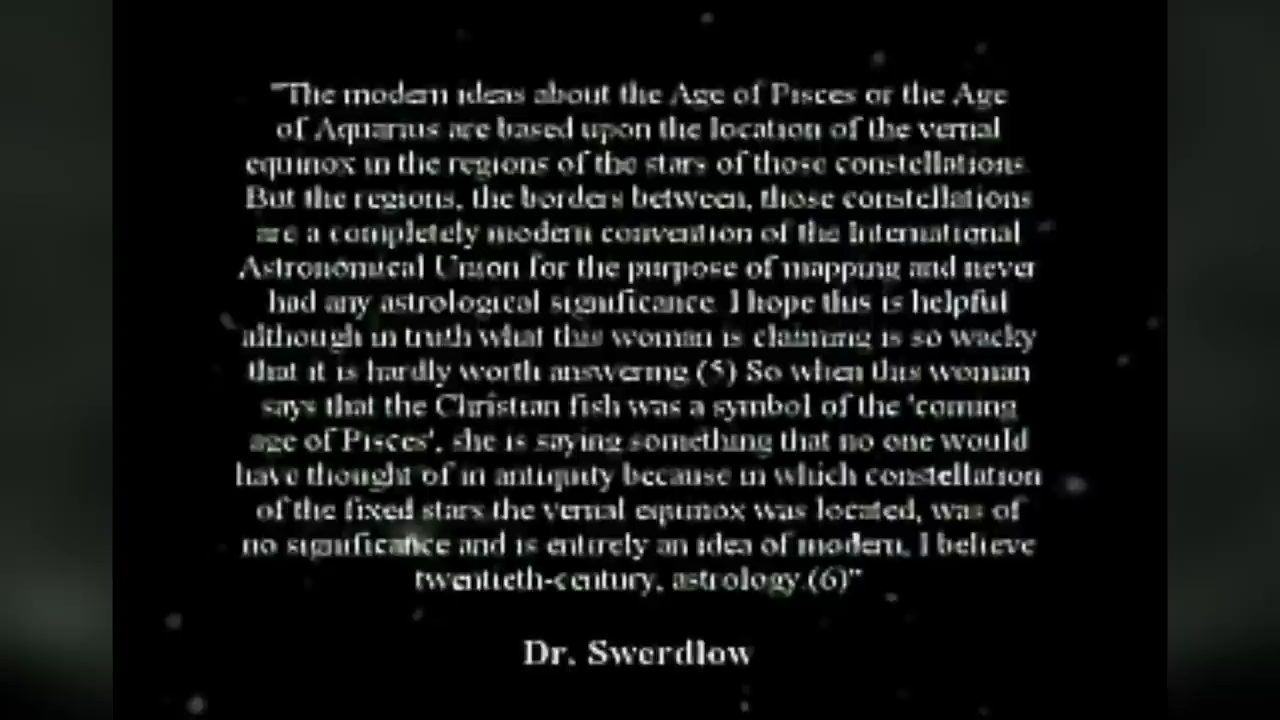 "The modern ideas about the Age of Pisces or the Age
of Aquarius are based upon the location of the vernal
equinox in the regions of the stars of those constellations.
But the regions, the borders between, those constellations
are a completely modern convention of the International
Astronomical Union for the purpose of mapping and never
had any astrological significance. I hope this is helpful
although in truth what this woman is claiming is so wacky
that it is hardly worth answering.(5) So when this woman
says that the Christian fish was a symbol of the 'coming
age of Pisces', she is saying something that no one would
have thought of in antiquity because in which constellation
of the fixed stars the vernal equinox was located, was of
no significance and is entirely an idea of modern, I believe
twentieth-century, astrology.(6)"
Dr. Swerdlow